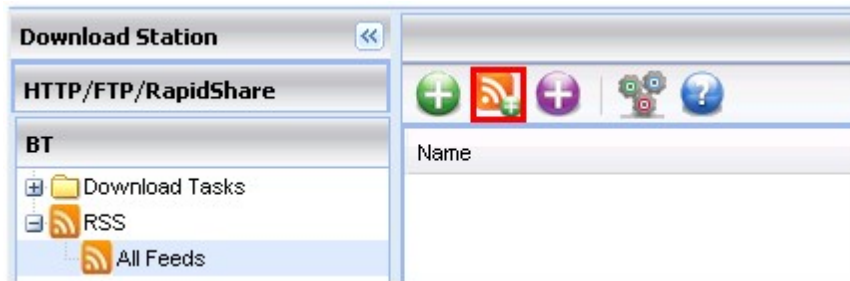 Download Station
HTTP/FTP/RapidShare
BT
Download Tasks
RSS
All Feeds
Name